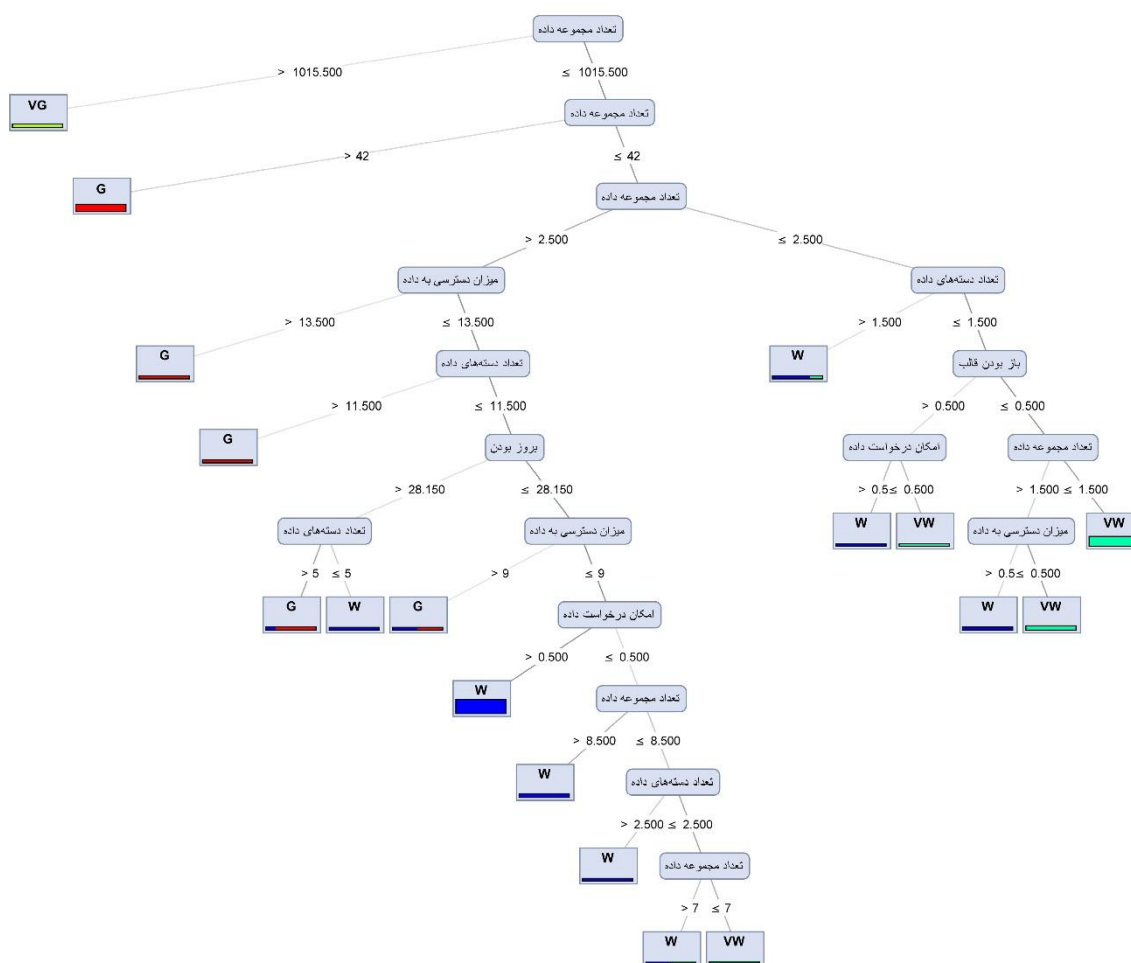 تعداد مجموعه داده
> 1015.500
≤ 1015.500
VG
تعداد مجموعه داده
> 42
≤ 42
G
تعداد مجموعه داده
> 2.500
≤ 2.500
میزان دسترسی به داده
تعداد دسته‌های داده
> 13.500
≤ 13.500
> 1.500
≤ 1.500
G
تعداد دسته‌های داده
W
باز بودن قالب
> 11.500
≤ 11.500
> 0.500
≤ 0.500
G
بروز بودن
امکان درخواست داده
تعداد مجموعه داده
> 28.150
≤ 28.150
> 0.5
≤ 0.500
> 1.500
≤ 1.500
تعداد دسته‌های داده
میزان دسترسی به داده
W
VW
میزان دسترسی به داده
VW
> 5
≤ 5
> 9
≤ 9
> 0.5
≤ 0.500
G
W
G
امکان درخواست داده
W
VW
> 0.500
≤ 0.500
W
تعداد مجموعه داده
> 8.500
≤ 8.500
W
تعداد دسته‌های داده
> 2.500
≤ 2.500
W
تعداد مجموعه داده
> 7
≤ 7
W
VW